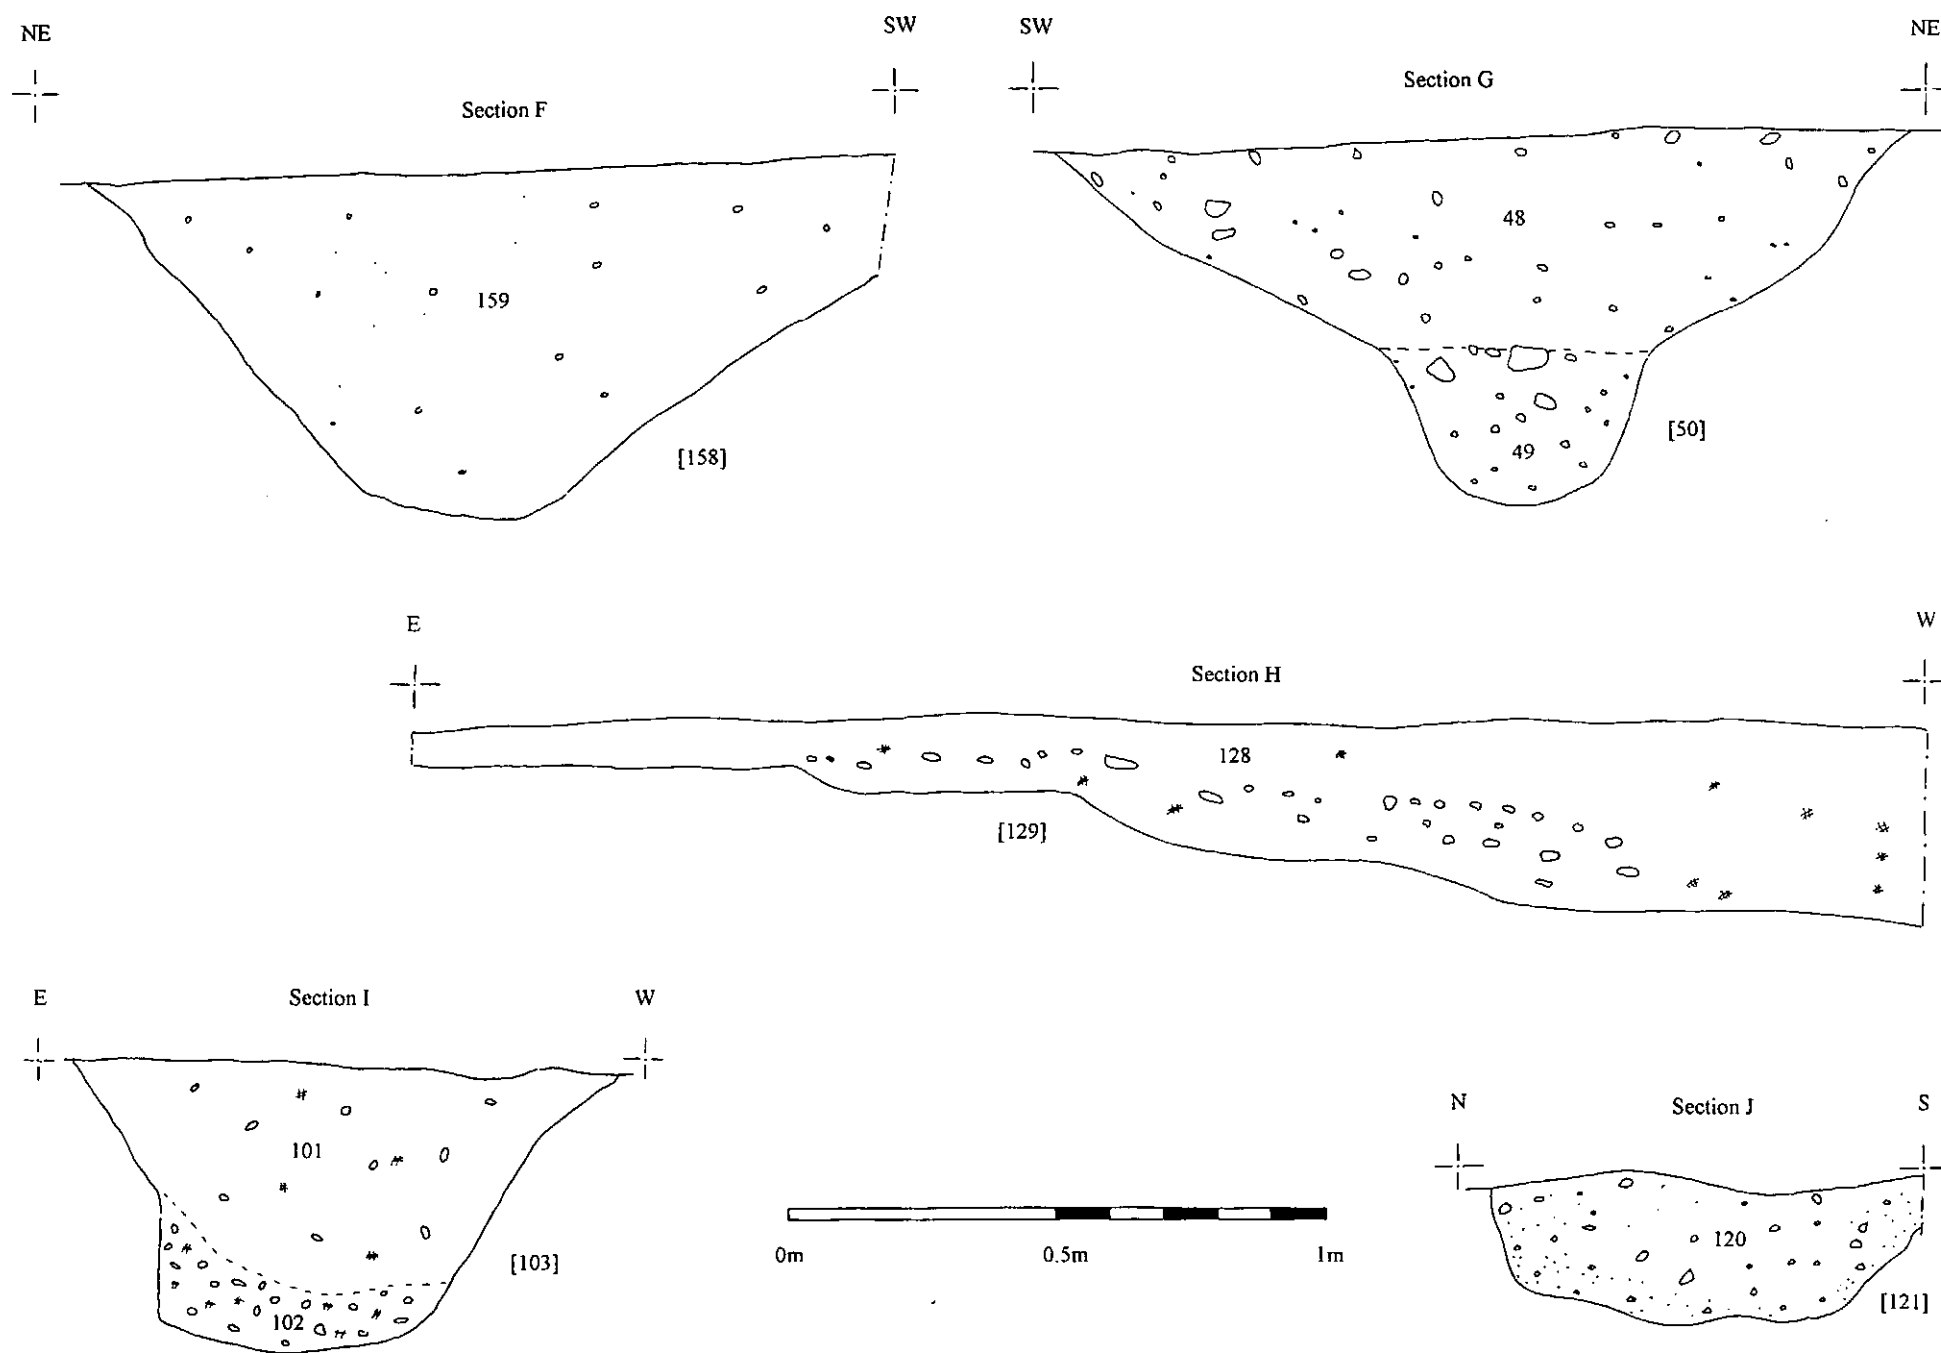 NE
SW
SW
NE
Section F
Section G
159
48
[158]
[50]
49
E
W
Section H
128
[129]
E
Section I
W
101
[103]
102
0m
0.5m
1m
N
Section J
S
120
[121]